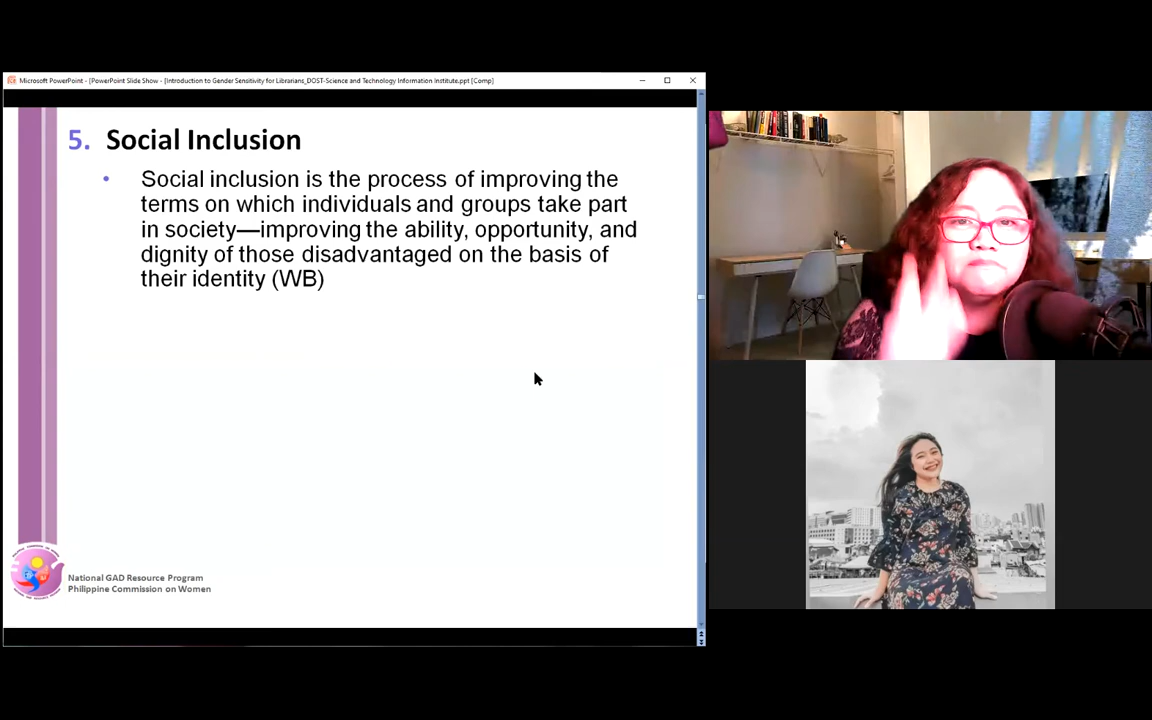 Microsoft PowerPoint - [PowerPoint Slide Show - [Introduction to Gender Sensitivity for Librarians_DOST-Science and Technology Information Institute.ppt [Comp]
5. Social Inclusion
• Social inclusion is the process of improving the
terms on which individuals and groups take part
in society—improving the ability, opportunity, and
dignity of those disadvantaged on the basis of
their identity (WB)
National GAD Resource Program
Philippine Commission on Women